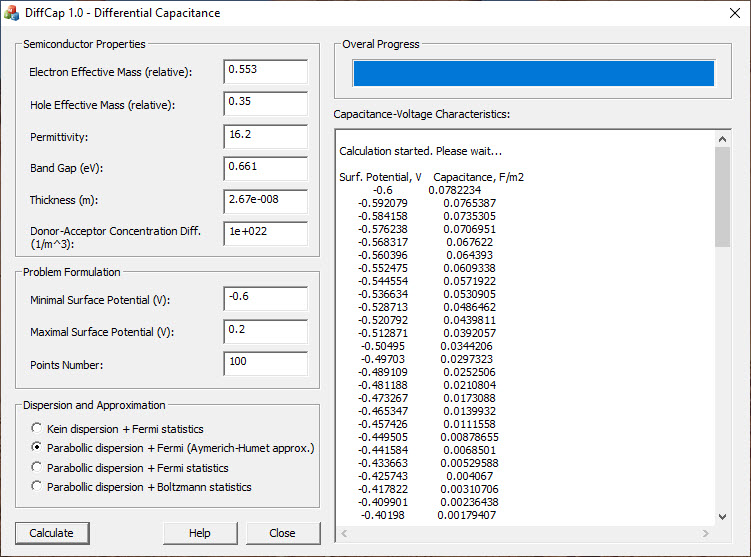 DiffCap 1.0 - Differential Capacitance
Semiconductor Properties
Electron Effective Mass (relative): 0.553
Hole Effective Mass (relative): 0.35
Permittivity: 16.2
Band Gap (eV): 0.661
Thickness (m): 2.67e-008
Donor-Acceptor Concentration Diff. 1e+022
(1/m^3):
Problem Formulation
Minimal Surface Potential (V): -0.6
Maximal Surface Potential (V): 0.2
Points Number: 100
Dispersion and Approximation
Kein dispersion + Fermi statistics
Parabollic dispersion + Fermi (Aymerich-Humet approx.)
Parabollic dispersion + Fermi statistics
Parabollic dispersion + Boltzmann statistics
Calculate Help Close
Overal Progress
Capacitance-Voltage Characteristics:
Calculation started. Please wait...
Surf. Potential, V Capacitance, F/m2
-0.6 0.0782234
-0.592079 0.0765387
-0.584158 0.0735305
-0.576238 0.0706951
-0.568317 0.067622
-0.560396 0.064393
-0.552475 0.0609338
-0.544554 0.0571922
-0.536634 0.0530905
-0.528713 0.0486462
-0.520792 0.0439811
-0.512871 0.0392057
-0.50495 0.0344206
-0.49703 0.0297323
-0.489109 0.0252506
-0.481188 0.0210804
-0.473267 0.0173088
-0.465347 0.0139932
-0.457426 0.0111558
-0.449505 0.00878655
-0.441584 0.0068501
-0.433663 0.00529588
-0.425743 0.004067
-0.417822 0.00310706
-0.409901 0.00236438
-0.40198 0.00179407